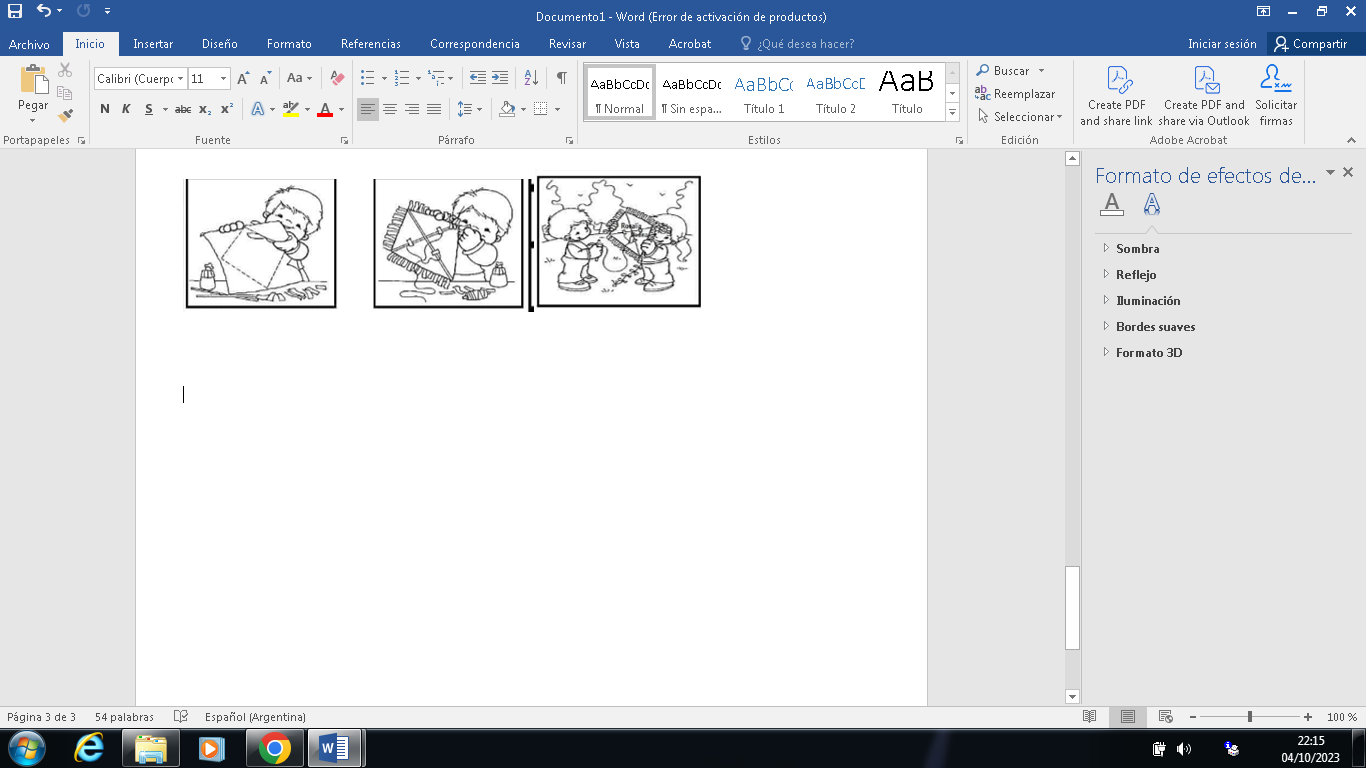 Documento1 - Word (Error de activación de productos)
Archivo Inicio Insertar Diseño Formato Referencias Correspondencia Revisar Vista Acrobat ¿Qué desea hacer? Iniciar sesión Compartir
Pegar
Calibri (Cuerpo 11 Aa
N K S abc x₂ x² A A
AaBbCcDc AaBbCcDc AaBbCc AaBbCcD AaB
¶ Normal ¶ Sin espa... Título 1 Título 2 Título
Buscar
Reemplazar
Seleccionar
Create PDF and share link
Create PDF and share via Outlook
Solicitar firmas
Portapapeles Fuente Párrafo Estilos Edición Adobe Acrobat
Formato de efectos de...
A A
Sombra
Reflejo
Iluminación
Bordes suaves
Formato 3D
Página 3 de 3 54 palabras Español (Argentina) 100 %
22:15
04/10/2023